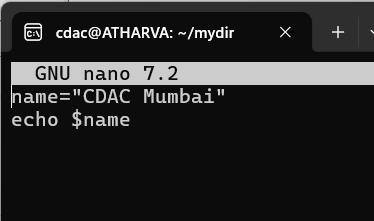 cdac@ATHARVA: ~/mydir
GNU nano 7.2
name="CDAC Mumbai"
echo $name